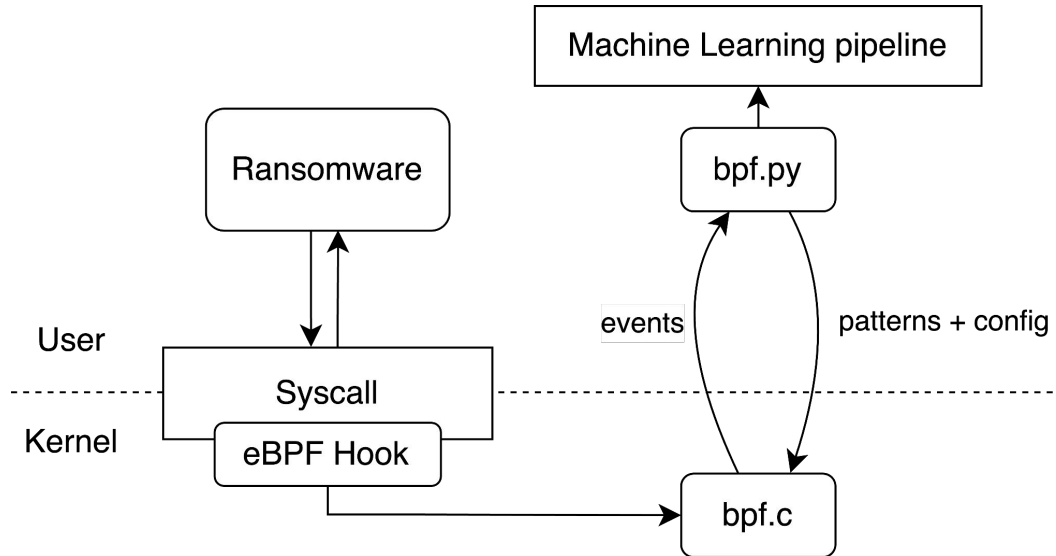 Machine Learning pipeline
Ransomware
bpf.py
events
patterns + config
User
Syscall
Kernel
eBPF Hook
bpf.c